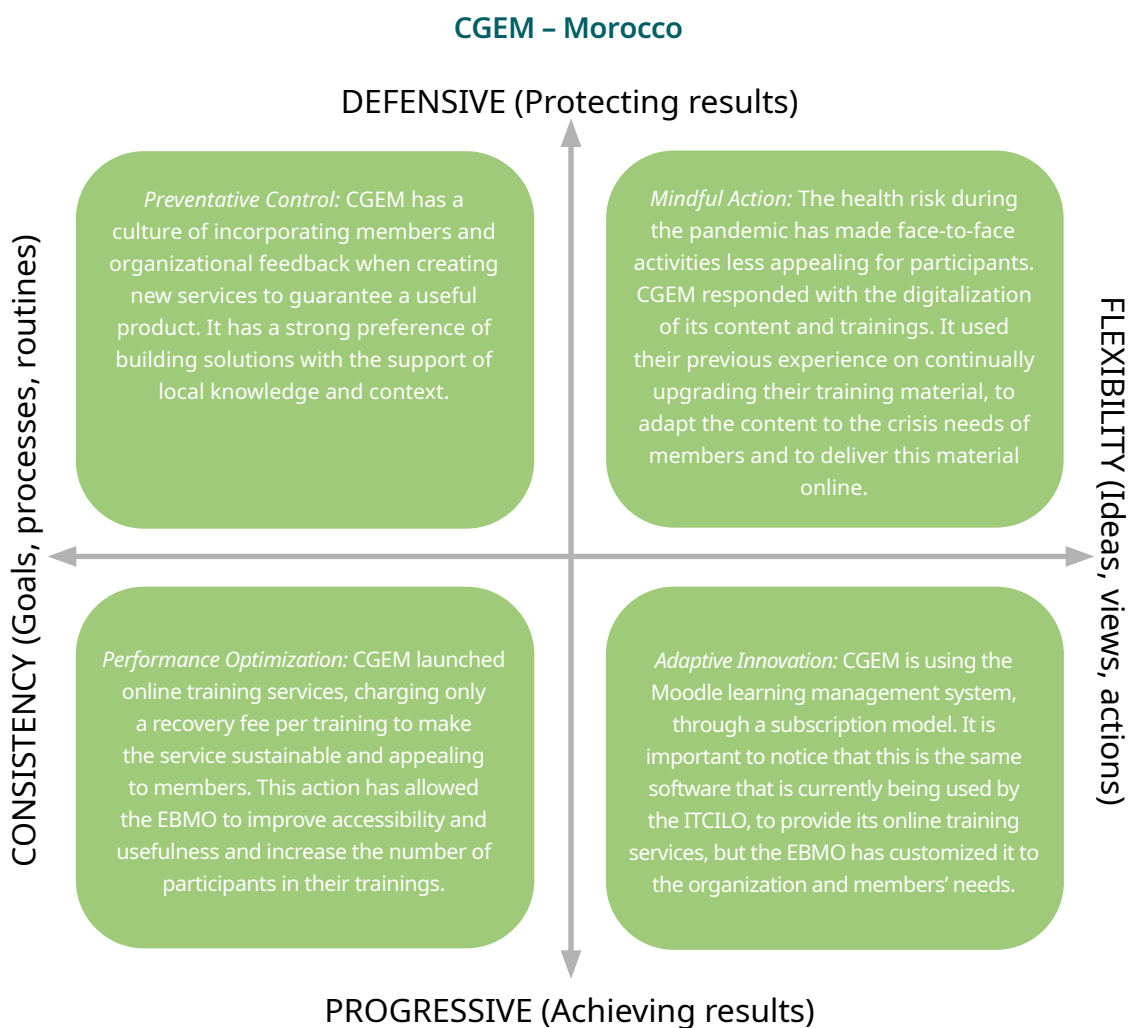 CGEM – Morocco
DEFENSIVE (Protecting results)
CONSISTENCY (Goals, processes, routines)
Preventative Control: CGEM has a
culture of incorporating members and
organizational feedback when creating
new services to guarantee a useful
product. It has a strong preference of
building solutions with the support of
local knowledge and context.
Mindful Action: The health risk during
the pandemic has made face-to-face
activities less appealing for participants.
CGEM responded with the digitalization
of its content and trainings. It used
their previous experience on continually
upgrading their training material, to
adapt the content to the crisis needs of
members and to deliver this material
online.
FLEXIBILITY (Ideas, views, actions)
Performance Optimization: CGEM launched
online training services, charging only
a recovery fee per training to make
the service sustainable and appealing
to members. This action has allowed
the EBMO to improve accessibility and
usefulness and increase the number of
participants in their trainings.
Adaptive Innovation: CGEM is using the
Moodle learning management system,
through a subscription model. It is
important to notice that this is the same
software that is currently being used by
the ITCILO, to provide its online training
services, but the EBMO has customized it to
the organization and members’ needs.
PROGRESSIVE (Achieving results)